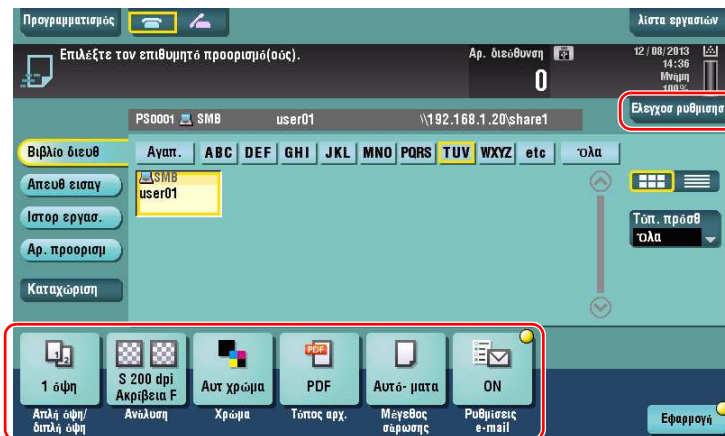 Προγραμματισμός
λίστα εργασιών
Επιλέξτε τον επιθυμητό προορισμό(ούς).
Αρ. διεύθυνση
0
12/08/2013
14:36
Μνήμη
100%
Ελεγχοσ ρυθμισησ
PS0001 SMB user01 \\192.168.1.20\share1
Βιβλίο διευθ
Αγαπ. ABC DEF GHI JKL MNO PQRS TUV WXYZ etc όλα
SMB
user01
Απευθ εισαγ
Ιστορ εργασ.
Αρ. προορισμ
Καταχώριση
Τύπ. πρόσθ
όλα
1 όψη
S 200 dpi
Ακρίβεια F
Αυτ χρώμα
PDF
Αυτό- ματα
ON
Απλή όψη/
διπλή όψη
Ανάλυση
Χρώμα
Τύπος αρχ.
Μέγεθος
σάρωσης
Ρυθμίσεις
e-mail
Εφαρμογή